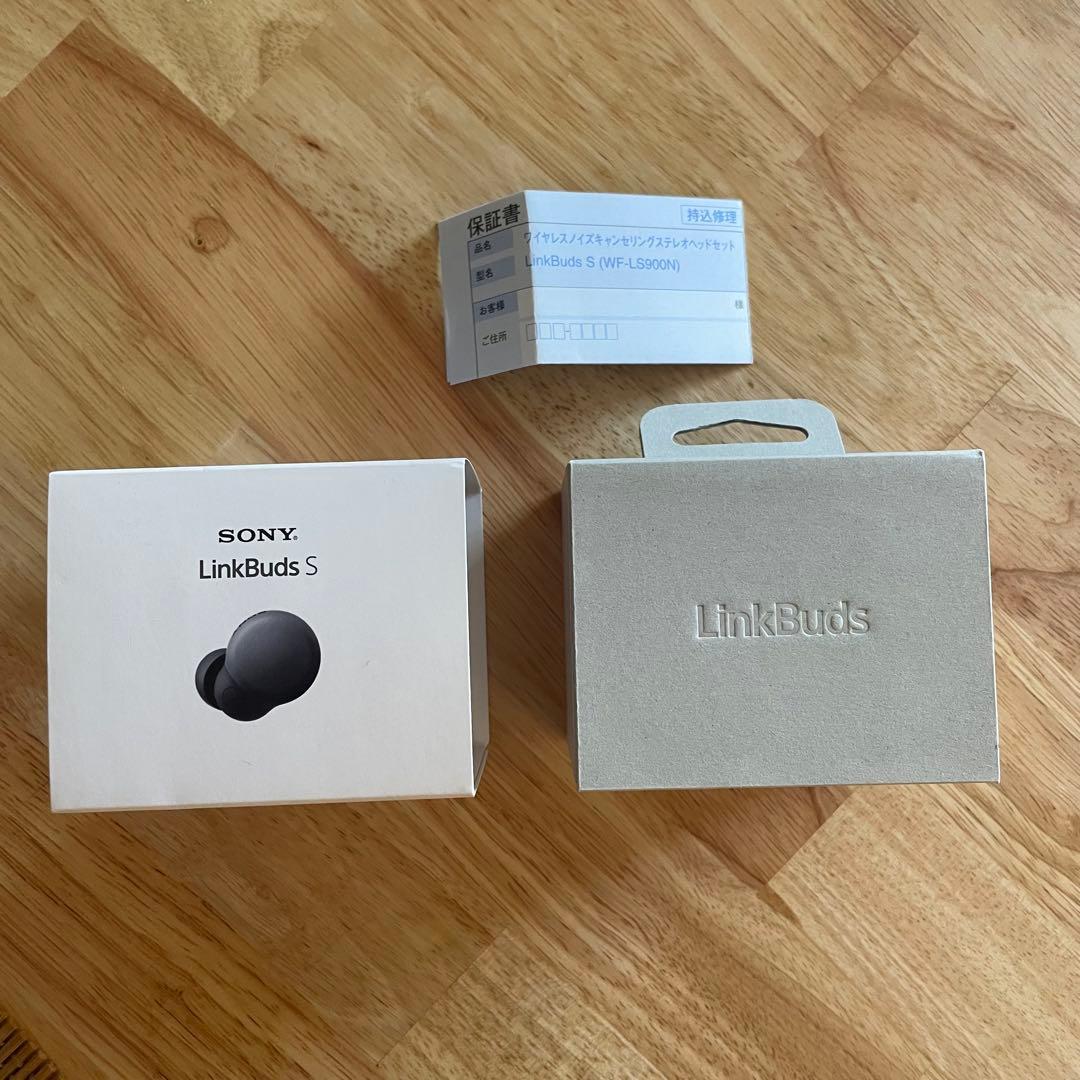 保証書
持込修理
品名 ワイヤレスノイズキャンセリングステレオヘッドセット
型名 LinkBuds S (WF-LS900N)
お客様 様
ご住所
SONY
LinkBuds S
LinkBuds